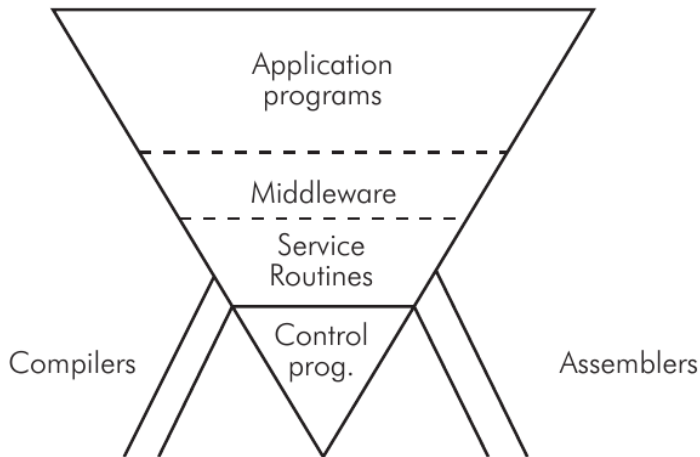 Application
programs
Middleware
Service
Routines
Control
prog.
Compilers
Assemblers